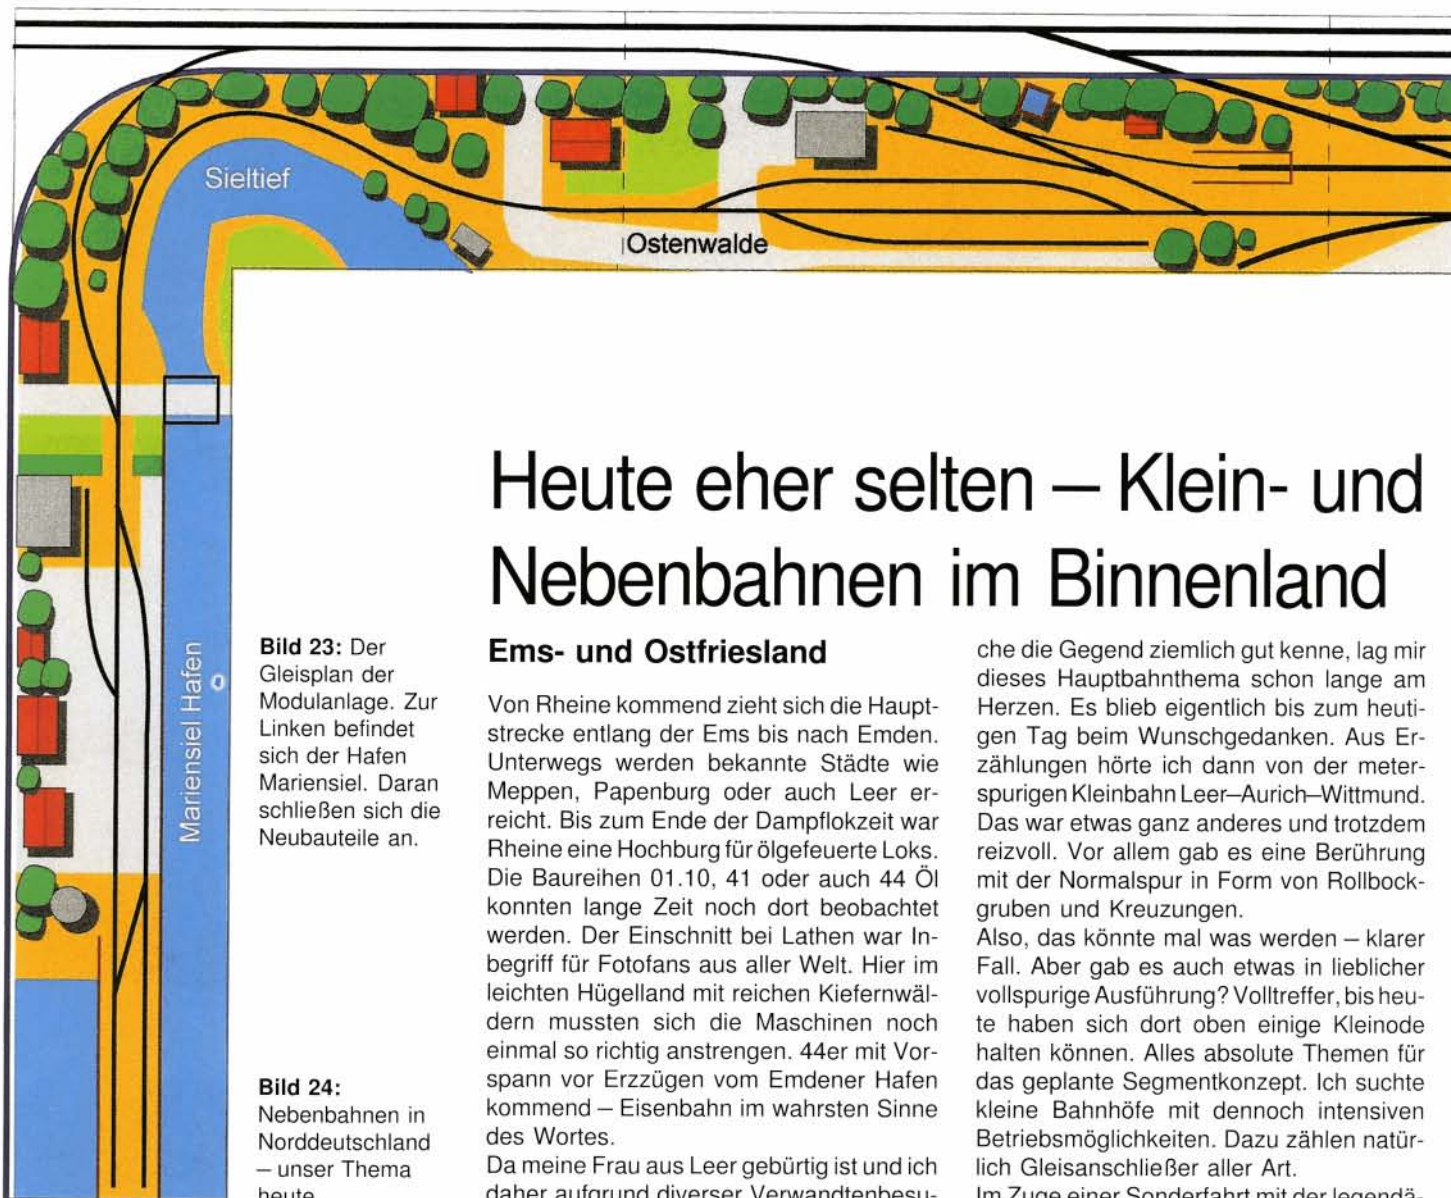 Sieltief
Ostenwalde
Mariensiel Hafen
Heute eher selten – Klein- und
Nebenbahnen im Binnenland
Bild 23: Der
Gleisplan der
Modulanlage. Zur
Linken befindet
sich der Hafen
Mariensiel. Daran
schließen sich die
Neubauteile an.
Bild 24:
Nebenbahnen in
Norddeutschland
– unser Thema
heute
Ems- und Ostfriesland
Von Rheine kommend zieht sich die Haupt-
strecke entlang der Ems bis nach Emden.
Unterwegs werden bekannte Städte wie
Meppen, Papenburg oder auch Leer er-
reicht. Bis zum Ende der Dampflokzeit war
Rheine eine Hochburg für ölgefeuerte Loks.
Die Baureihen 01.10, 41 oder auch 44 Öl
konnten lange Zeit noch dort beobachtet
werden. Der Einschnitt bei Lathen war In-
begriff für Fotofans aus aller Welt. Hier im
leichten Hügelland mit reichen Kiefernwäl-
dern mussten sich die Maschinen noch
einmal so richtig anstrengen. 44er mit Vor-
spann vor Erzzügen vom Emdener Hafen
kommend – Eisenbahn im wahrsten Sinne
des Wortes.
Da meine Frau aus Leer gebürtig ist und ich
daher aufgrund diverser Verwandtenbesu-
che die Gegend ziemlich gut kenne, lag mir
dieses Hauptbahnthema schon lange am
Herzen. Es blieb eigentlich bis zum heuti-
gen Tag beim Wunschgedanken. Aus Er-
zählungen hörte ich dann von der meter-
spurigen Kleinbahn Leer–Aurich–Wittmund.
Das war etwas ganz anderes und trotzdem
reizvoll. Vor allem gab es eine Berührung
mit der Normalspur in Form von Rollbock-
gruben und Kreuzungen.
Also, das könnte mal was werden – klarer
Fall. Aber gab es auch etwas in lieblicher
vollspurige Ausführung? Volltreffer, bis heu-
te haben sich dort oben einige Kleinode
halten können. Alles absolute Themen für
das geplante Segmentkonzept. Ich suchte
kleine Bahnhöfe mit dennoch intensiven
Betriebsmöglichkeiten. Dazu zählen natür-
lich Gleisanschließer aller Art.
Im Zuge einer Sonderfahrt mit der legendä-